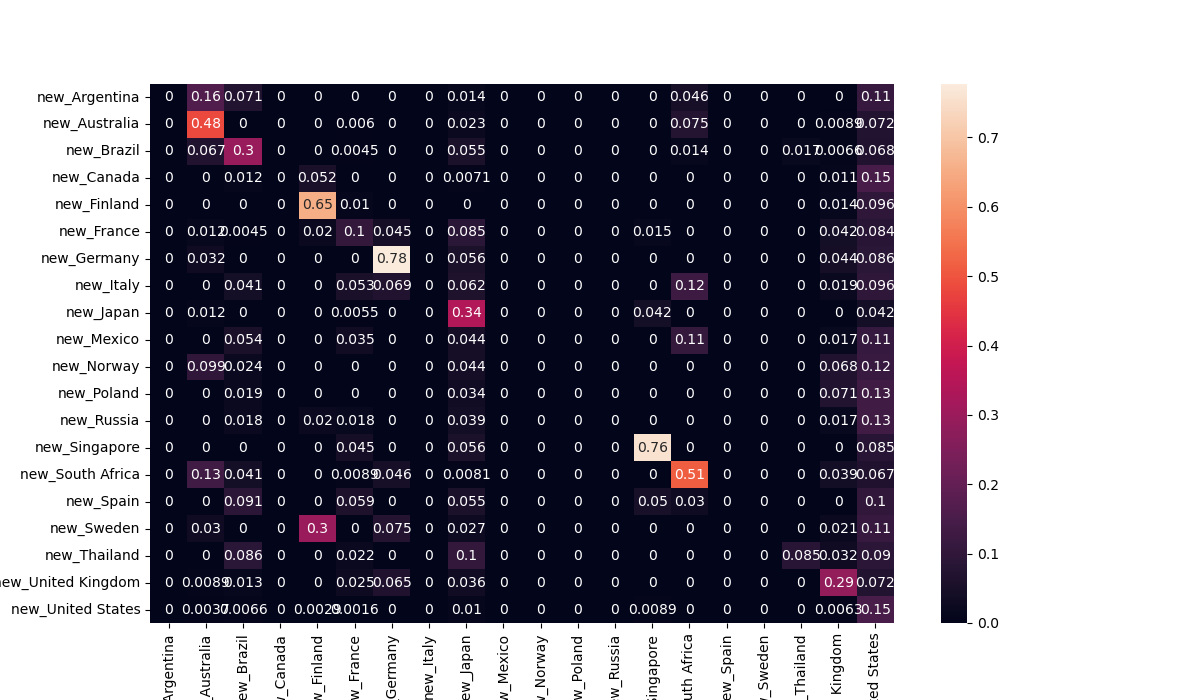 new_Argentina 0 0.16 0.071 0 0 0 0 0 0.014 0 0 0 0 0 0.046 0 0 0 0 0.11
new_Australia 0 0.48 0 0 0 0.006 0 0 0.023 0 0 0 0 0 0.075 0 0 0 0.0089 0.072
new_Brazil 0 0.067 0.3 0 0 0.0045 0 0 0.055 0 0 0 0 0 0.014 0 0 0.017 0.0066 0.068
new_Canada 0 0 0.012 0 0.052 0 0 0 0.0071 0 0 0 0 0 0 0 0 0 0.011 0.15
new_Finland 0 0 0 0 0.65 0.01 0 0 0 0 0 0 0 0 0 0 0 0 0.014 0.096
new_France 0 0.012 0.0045 0 0.02 0.1 0.045 0 0.085 0 0 0 0 0.015 0 0 0 0 0.042 0.084
new_Germany 0 0.032 0 0 0 0 0.78 0 0.056 0 0 0 0 0 0 0 0 0 0.044 0.086
new_Italy 0 0 0.041 0 0 0.053 0.069 0 0.062 0 0 0 0 0 0.12 0 0 0 0.019 0.096
new_Japan 0 0.012 0 0 0 0.0055 0 0 0.34 0 0 0 0 0.042 0 0 0 0 0 0.042
new_Mexico 0 0 0.054 0 0 0.035 0 0 0.044 0 0 0 0 0 0.11 0 0 0 0.017 0.11
new_Norway 0 0.099 0.024 0 0 0 0 0 0.044 0 0 0 0 0 0 0 0 0 0.068 0.12
new_Poland 0 0 0.019 0 0 0 0 0 0.034 0 0 0 0 0 0 0 0 0 0.071 0.13
new_Russia 0 0 0.018 0 0.02 0.018 0 0 0.039 0 0 0 0 0 0 0 0 0 0.017 0.13
new_Singapore 0 0 0 0 0 0.045 0 0 0.056 0 0 0 0 0.76 0 0 0 0 0 0.085
new_South Africa 0 0.13 0.041 0 0 0.0089 0.046 0 0.0081 0 0 0 0 0 0.51 0 0 0 0.039 0.067
new_Spain 0 0 0.091 0 0 0.059 0 0 0.055 0 0 0 0 0.05 0.03 0 0 0 0 0.1
new_Sweden 0 0.03 0 0 0.3 0 0.075 0 0.027 0 0 0 0 0 0 0 0 0 0.021 0.11
new_Thailand 0 0 0.086 0 0 0.022 0 0 0.1 0 0 0 0 0 0 0 0 0.085 0.032 0.09
new_United Kingdom 0 0.0089 0.013 0 0 0.025 0.065 0 0.036 0 0 0 0 0 0 0 0 0 0.29 0.072
new_United States 0 0.0037 0.0066 0 0.0029 0.0016 0 0 0.01 0 0 0 0 0.0089 0 0 0 0 0.0063 0.15
Argentina
_Australia
ew_Brazil
_Canada
w_Finland
w_France
Germany
new_Italy
ew_Japan
w_Mexico
_Norway
w_Poland
w_Russia
ingapore
uth Africa
ew_Spain
_Sweden
_Thailand
Kingdom
ed States
0.7
0.6
0.5
0.4
0.3
0.2
0.1
0.0